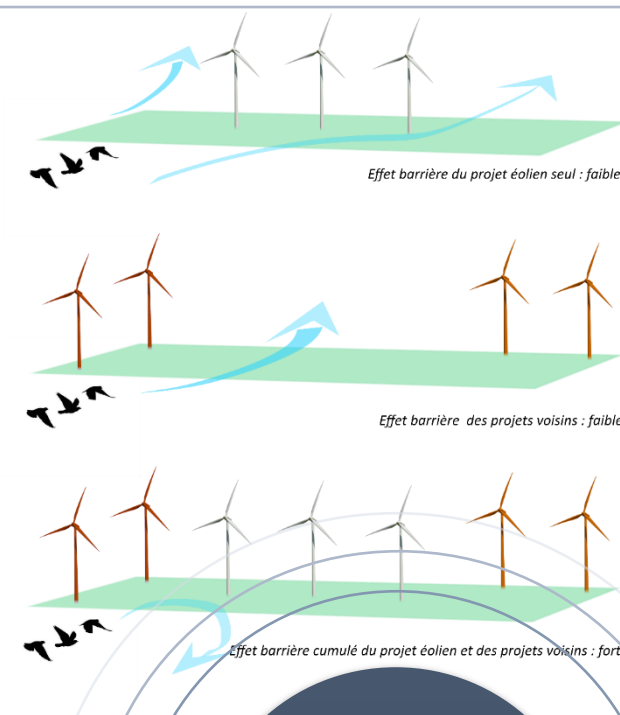 Effet barrière du projet éolien seul : faible
Effet barrière des projets voisins : faible
Effet barrière cumulé du projet éolien et des projets voisins : fort